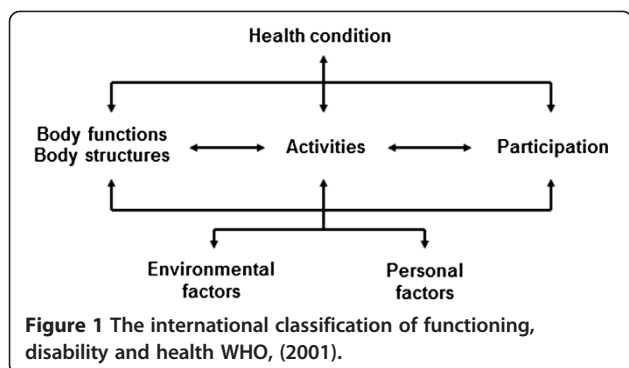 Health condition
Body functions
Body structures
Activities
Participation
Environmental
factors
Personal
factors
Figure 1 The international classification of functioning,
disability and health WHO, (2001).